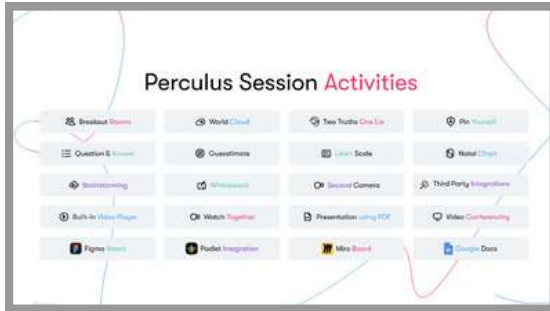 Perculus Session Activities
Breakout Rooms
World Cloud
Two Truths One Lie
Pin Yourself
Question & Answer
Guesstimate
Likert Scale
Natal Chart
Brainstorming
Whiteboard
Second Camera
Third Party Integrations
Built-in Video Player
Watch Together
Presentation using PDF
Video Conferencing
Figma Board
Padlet Integration
Miro Board
Google Docs